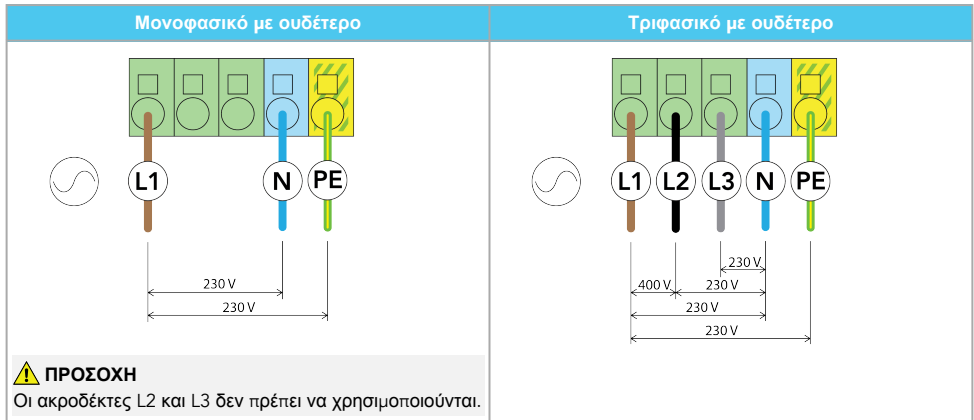 Μονοφασικό με ουδέτερο
L1 N PE
230 V
230 V
ΠΡΟΣΟΧΗ
Οι ακροδέκτες L2 και L3 δεν πρέπει να χρησιμοποιούνται.
Τριφασικό με ουδέτερο
L1 L2 L3 N PE
230 V
400 V 230 V
230 V
230 V